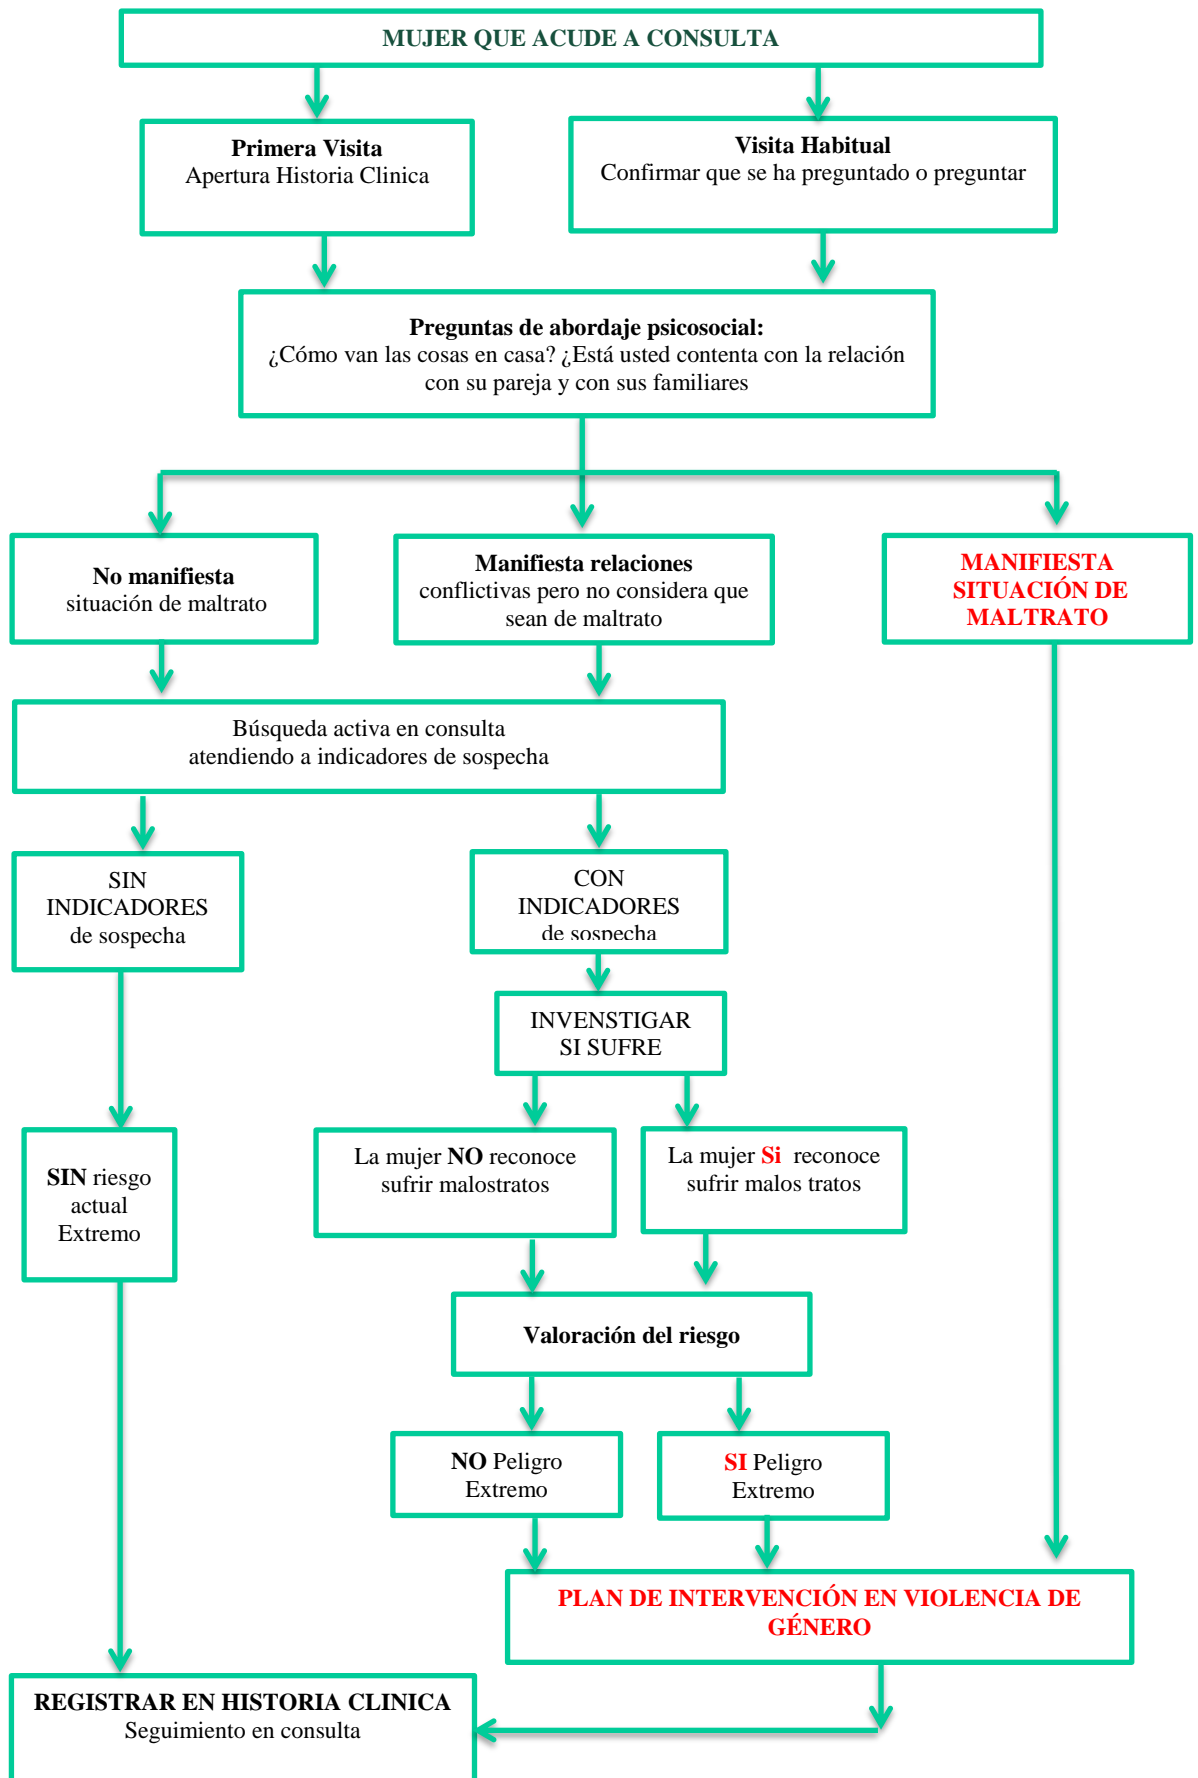 MUJER QUE ACUDE A CONSULTA
Primera Visita
Apertura Historia Clinica
Visita Habitual
Confirmar que se ha preguntado o preguntar
Preguntas de abordaje psicosocial:
¿Cómo van las cosas en casa? ¿Está usted contenta con la relación
con su pareja y con sus familiares
No manifiesta
situación de maltrato
Manifiesta relaciones
conflictivas pero no considera que
sean de maltrato
MANIFIESTA
SITUACIÓN DE
MALTRATO
Búsqueda activa en consulta
atendiendo a indicadores de sospecha
SIN
INDICADORES
de sospecha
CON
INDICADORES
de sospecha
INVENSTIGAR
SI SUFRE
SIN riesgo
actual
Extremo
La mujer NO reconoce
sufrir malostratos
La mujer Si reconoce
sufrir malos tratos
Valoración del riesgo
NO Peligro
Extremo
SI Peligro
Extremo
PLAN DE INTERVENCIÓN EN VIOLENCIA DE
GÉNERO
REGISTRAR EN HISTORIA CLINICA
Seguimiento en consulta